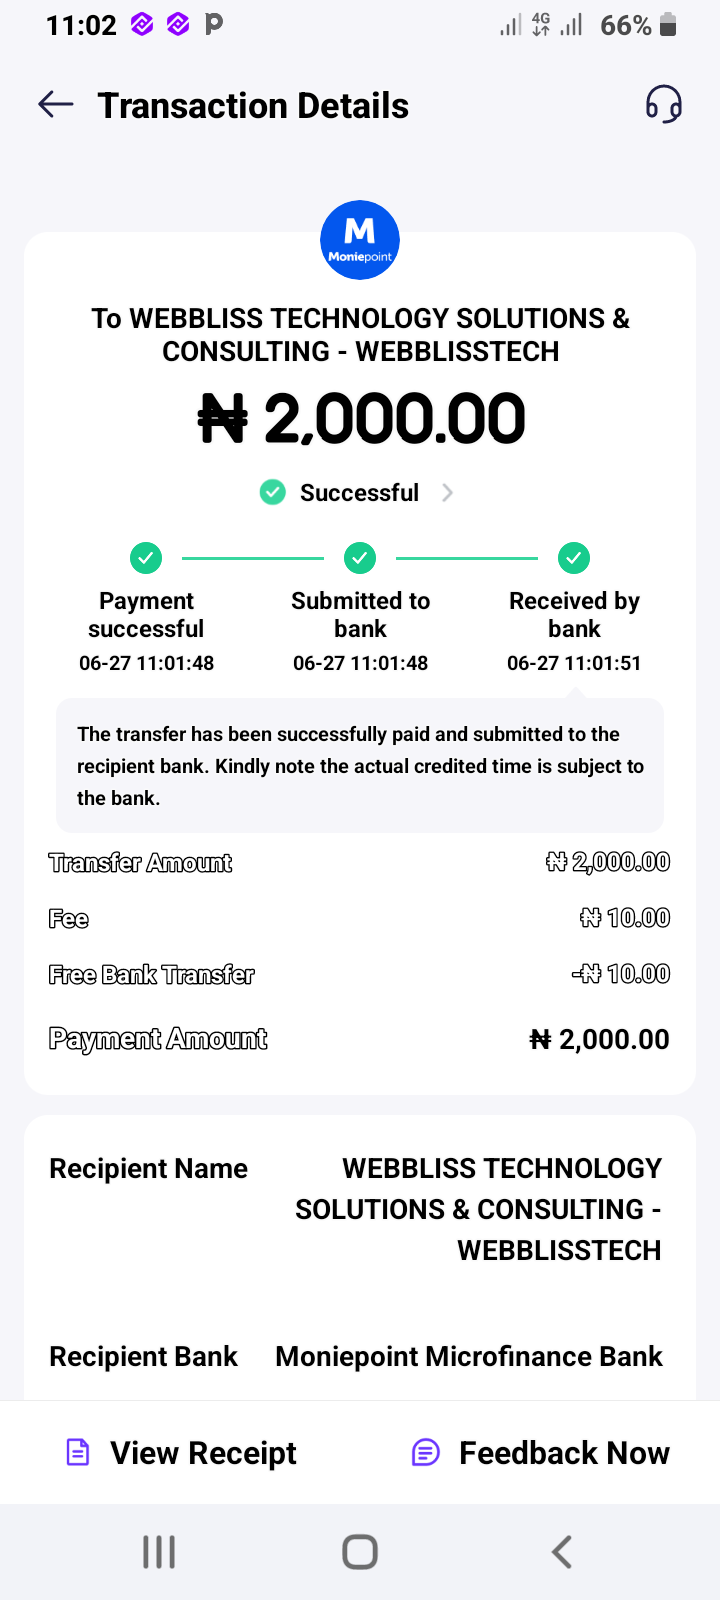 11:02
4G
66%
Transaction Details
M
Moniepoint
To WEBBLISS TECHNOLOGY SOLUTIONS &
CONSULTING - WEBBLISSTECH
₦ 2,000.00
Successful
Payment
successful
06-27 11:01:48
Submitted to
bank
06-27 11:01:48
Received by
bank
06-27 11:01:51
The transfer has been successfully paid and submitted to the
recipient bank. Kindly note the actual credited time is subject to
the bank.
Transfer Amount ₦ 2,000.00
Fee ₦ 10.00
Free Bank Transfer -₦ 10.00
Payment Amount ₦ 2,000.00
Recipient Name WEBBLISS TECHNOLOGY
SOLUTIONS & CONSULTING -
WEBBLISSTECH
Recipient Bank Moniepoint Microfinance Bank
View Receipt Feedback Now